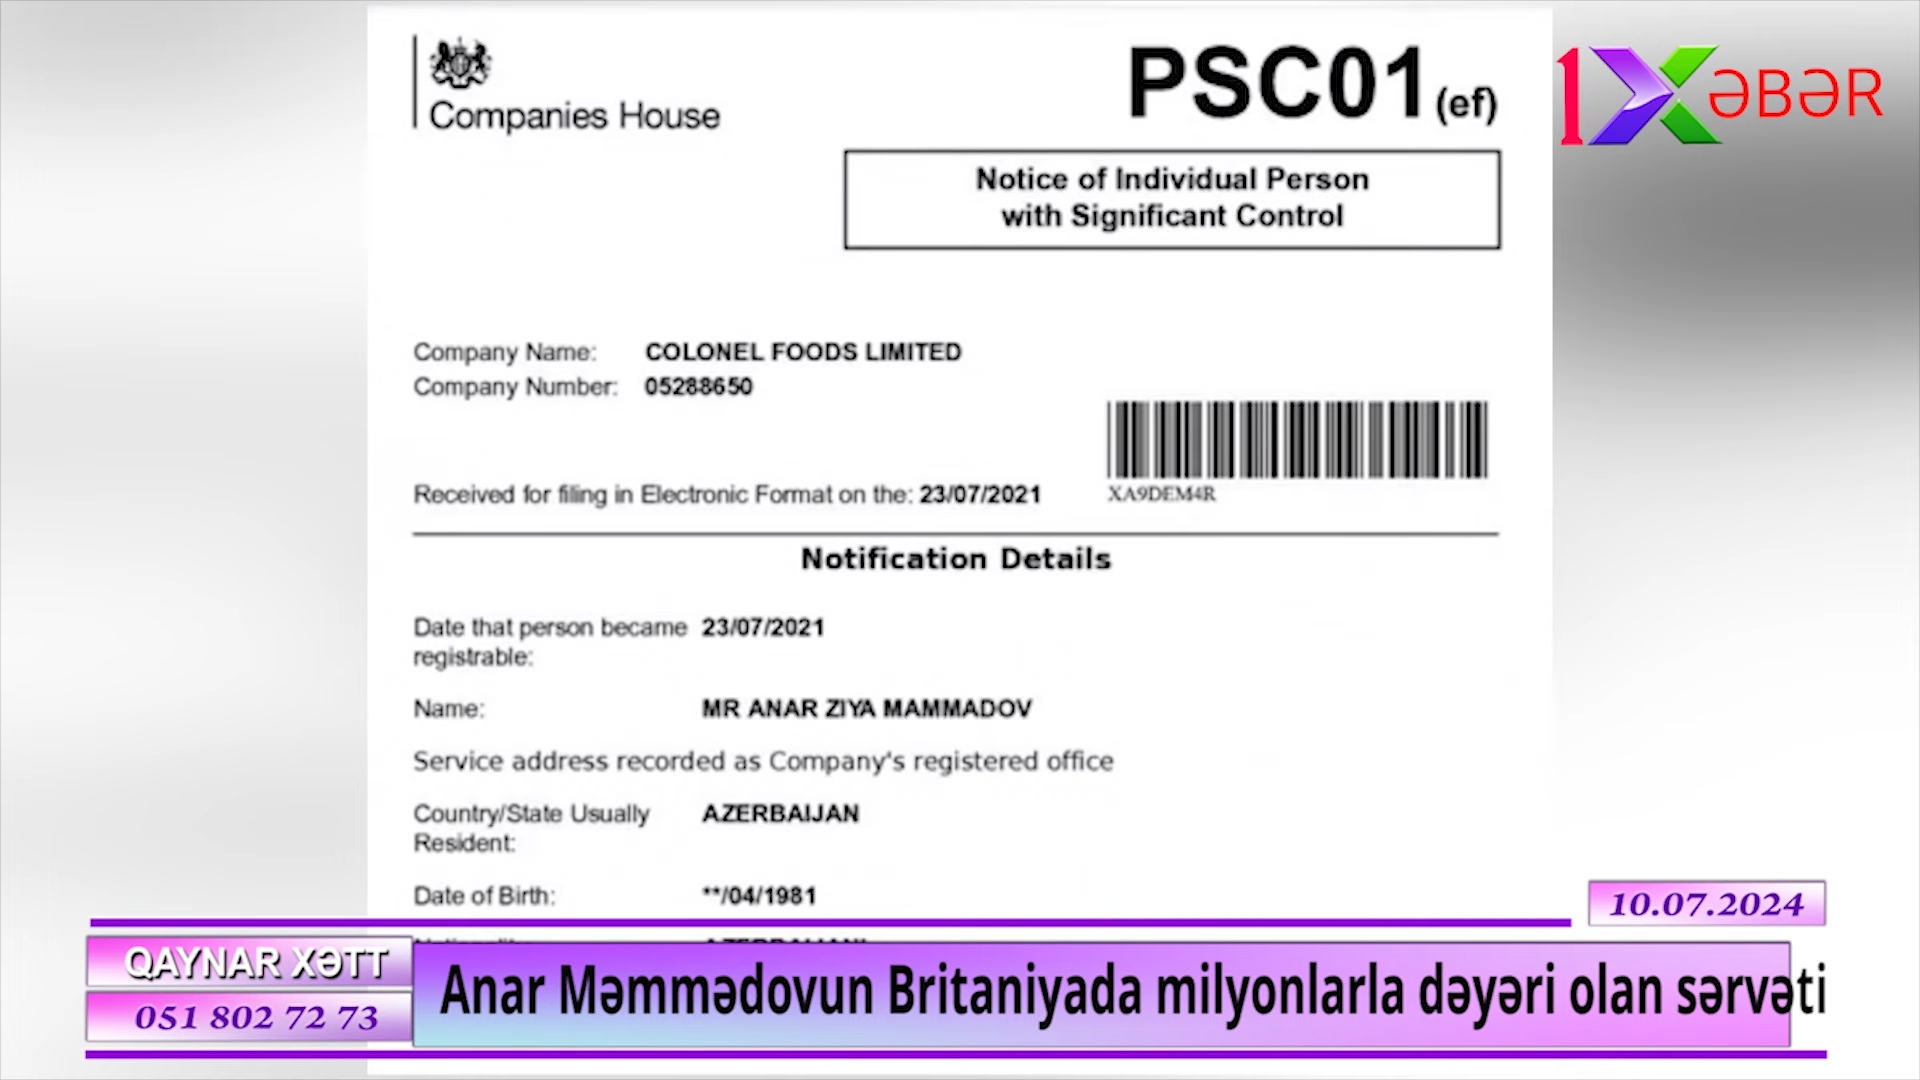 Companies House
PSC01(ef)
1XəBəR
Notice of Individual Person
with Significant Control
Company Name: COLONEL FOODS LIMITED
Company Number: 05288650
Received for filing in Electronic Format on the: 23/07/2021
XA9DEM4R
Notification Details
Date that person became registrable: 23/07/2021
Name: MR ANAR ZIYA MAMMADOV
Service address recorded as Company's registered office
Country/State Usually Resident: AZERBAIJAN
Date of Birth: **/04/1981
10.07.2024
QAYNAR XƏTT
051 802 72 73
Anar Məmmədovun Britaniyada milyonlarla dəyəri olan sərvəti